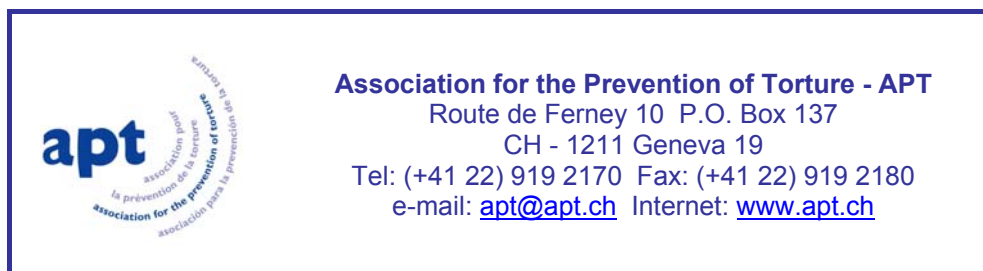 apt
association pour
la prévention de la torture
association for the prevention of torture
asociación para la prevención de la tortura
Association for the Prevention of Torture - APT
Route de Ferney 10 P.O. Box 137
CH - 1211 Geneva 19
Tel: (+41 22) 919 2170 Fax: (+41 22) 919 2180
e-mail: apt@apt.ch Internet: www.apt.ch